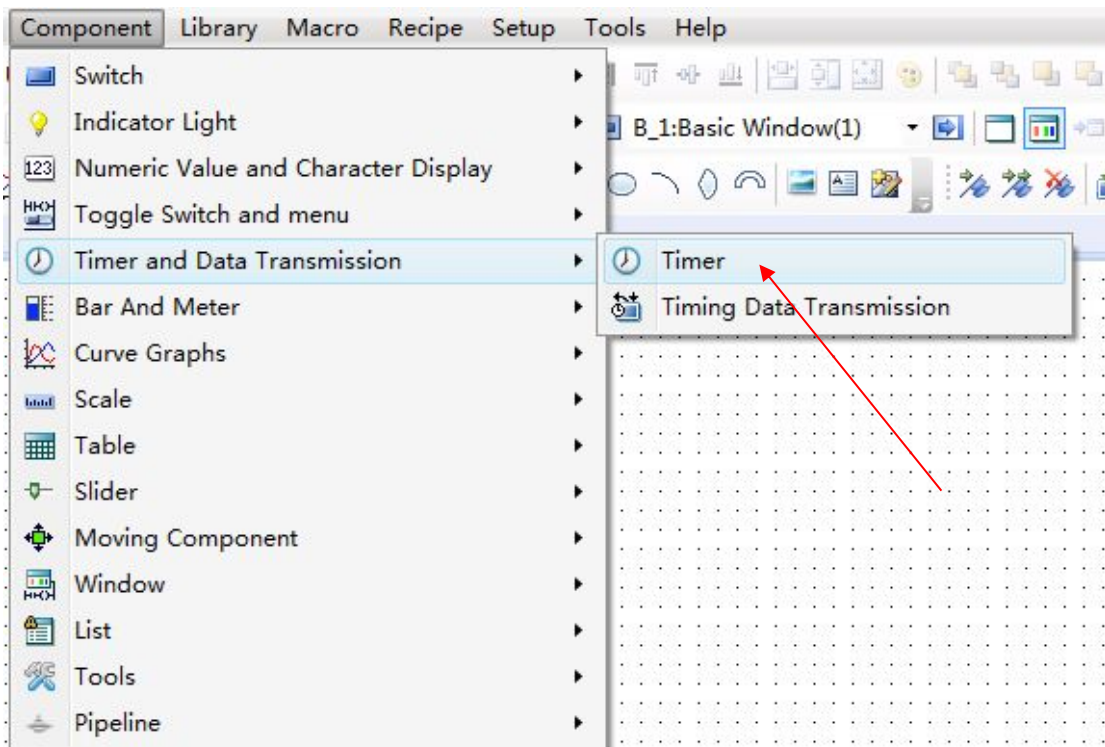 Component Library Macro Recipe Setup Tools Help
Switch
B_1:Basic Window(1)
Indicator Light
123 Numeric Value and Character Display
Toggle Switch and menu
Timer and Data Transmission
Timer
Timing Data Transmission
Bar And Meter
Curve Graphs
Scale
Table
Slider
Moving Component
Window
List
Tools
Pipeline